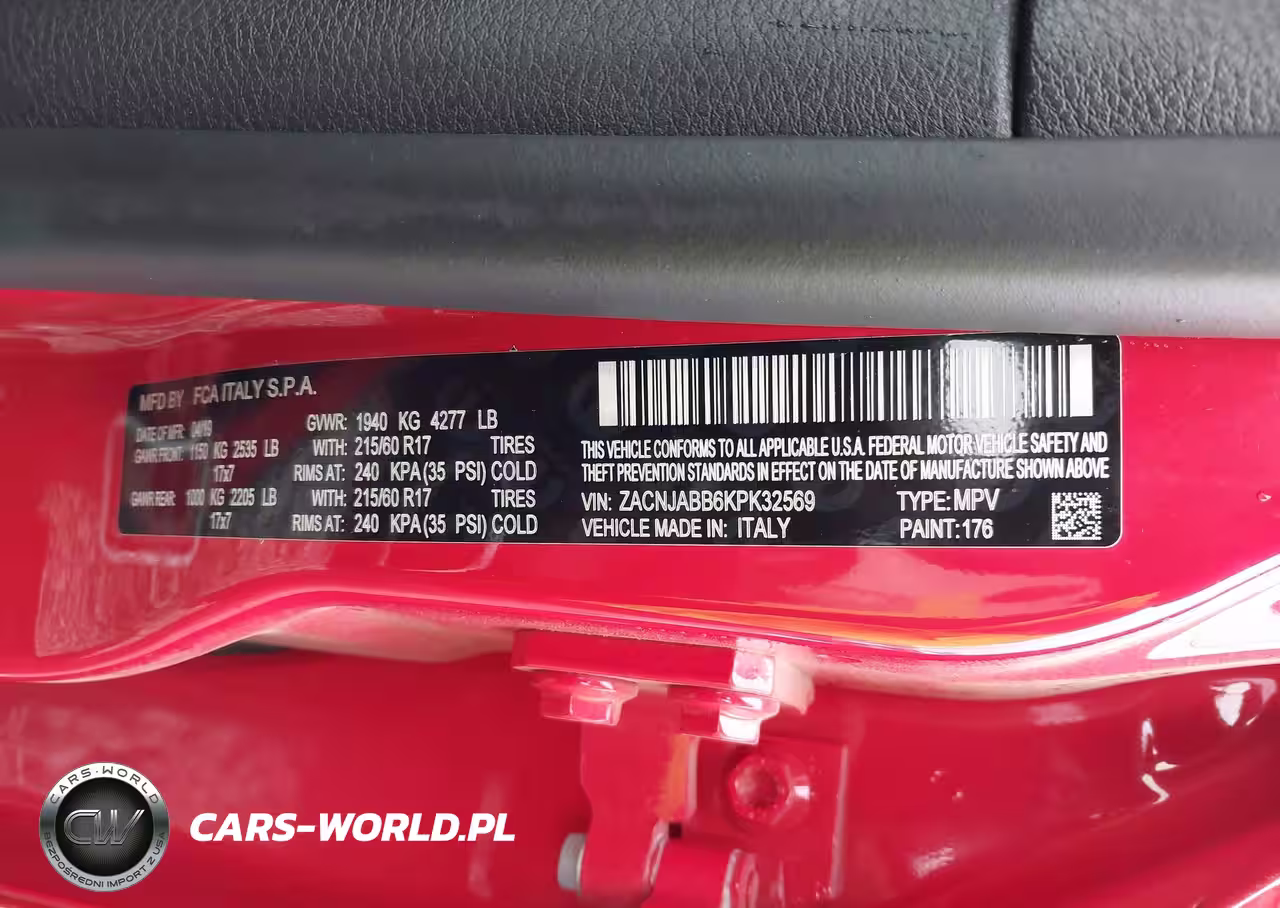 MFD BY FCA ITALY S.P.A.
DATE OF MFR: 04/19 GVWR: 1940 KG 4277 LB
GAWR FRONT: 1150 KG 2535 LB WITH: 215/60 R17 TIRES
17x7 RIMS AT: 240 KPA(35 PSI) COLD
GAWR REAR: 1000 KG 2205 LB WITH: 215/60 R17 TIRES
17x7 RIMS AT: 240 KPA(35 PSI) COLD
THIS VEHICLE CONFORMS TO ALL APPLICABLE U.S.A. FEDERAL MOTOR VEHICLE SAFETY AND
THEFT PREVENTION STANDARDS IN EFFECT ON THE DATE OF MANUFACTURE SHOWN ABOVE
VIN: ZACNJABB6KPK32569 TYPE: MPV
VEHICLE MADE IN: ITALY PAINT: 176
CARS-WORLD
CW
BEZPOŚREDNI IMPORT Z USA
CARS-WORLD.PL